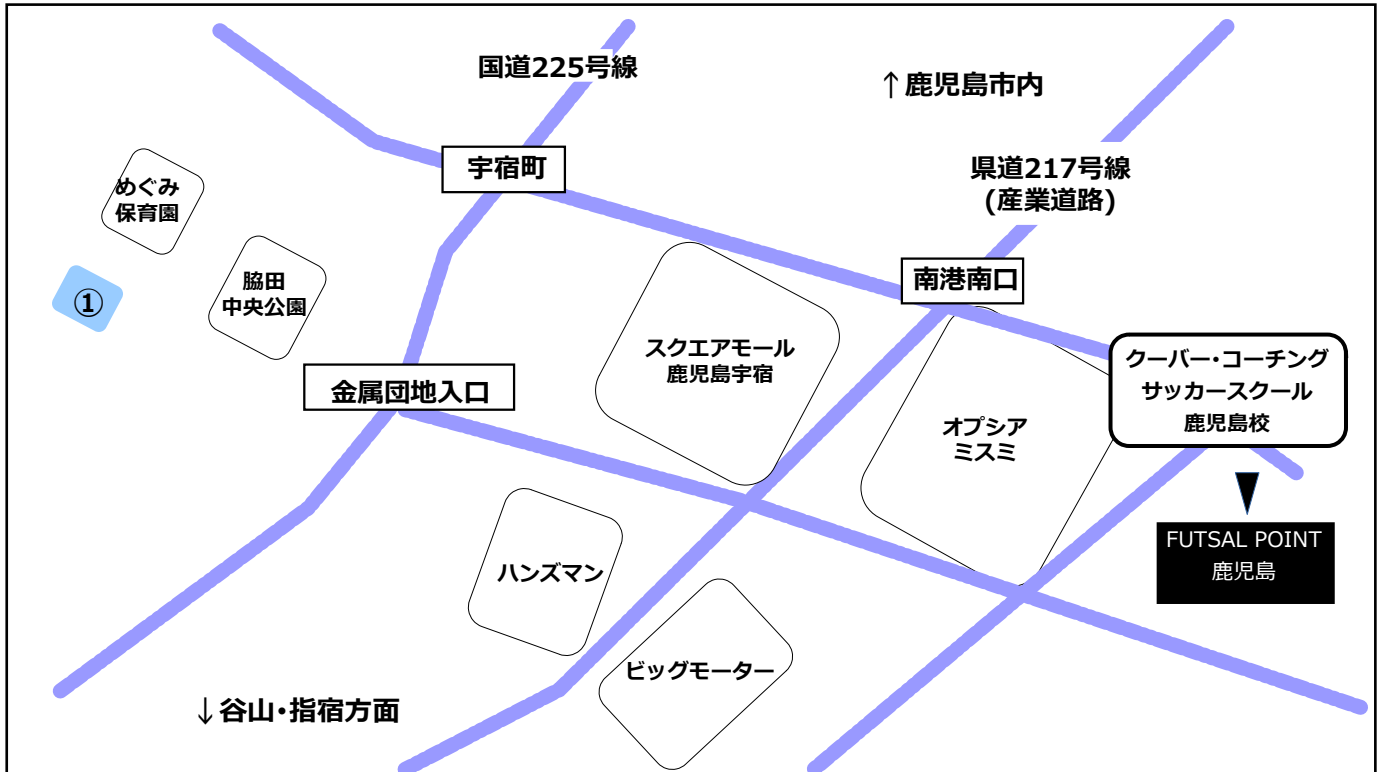 国道225号線
↑鹿児島市内
宇宿町
県道217号線
(産業道路)
めぐみ
保育園
脇田
中央公園
①
南港南口
スクエアモール
鹿児島宇宿
クーバー・コーチング
サッカースクール
鹿児島校
金属団地入口
オプシア
ミスミ
FUTSAL POINT
鹿児島
ハンズマン
ビッグモーター
↓谷山・指宿方面